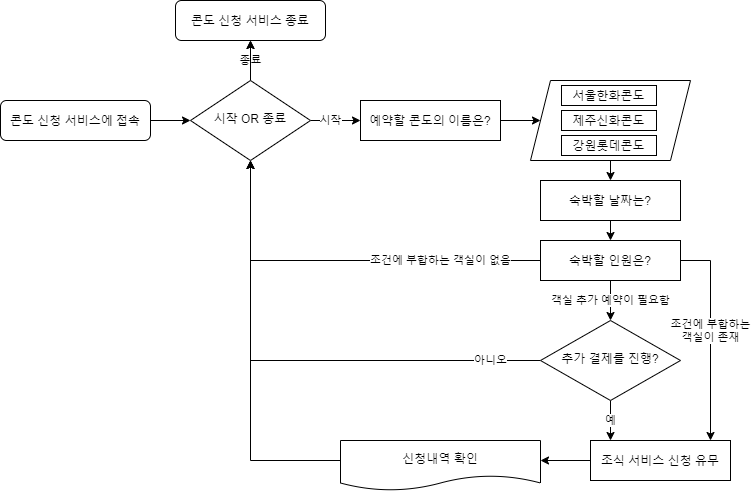 콘도 신청 서비스 종료
종료
콘도 신청 서비스에 접속
시작 OR 종료
시작
예약할 콘도의 이름은?
서울한화콘도
제주신화콘도
강원롯데콘도
숙박할 날짜는?
조건에 부합하는 객실이 없음
숙박할 인원은?
객실 추가 예약이 필요함
조건에 부합하는
객실이 존재
아니오
추가 결제를 진행?
예
신청내역 확인
조식 서비스 신청 유무